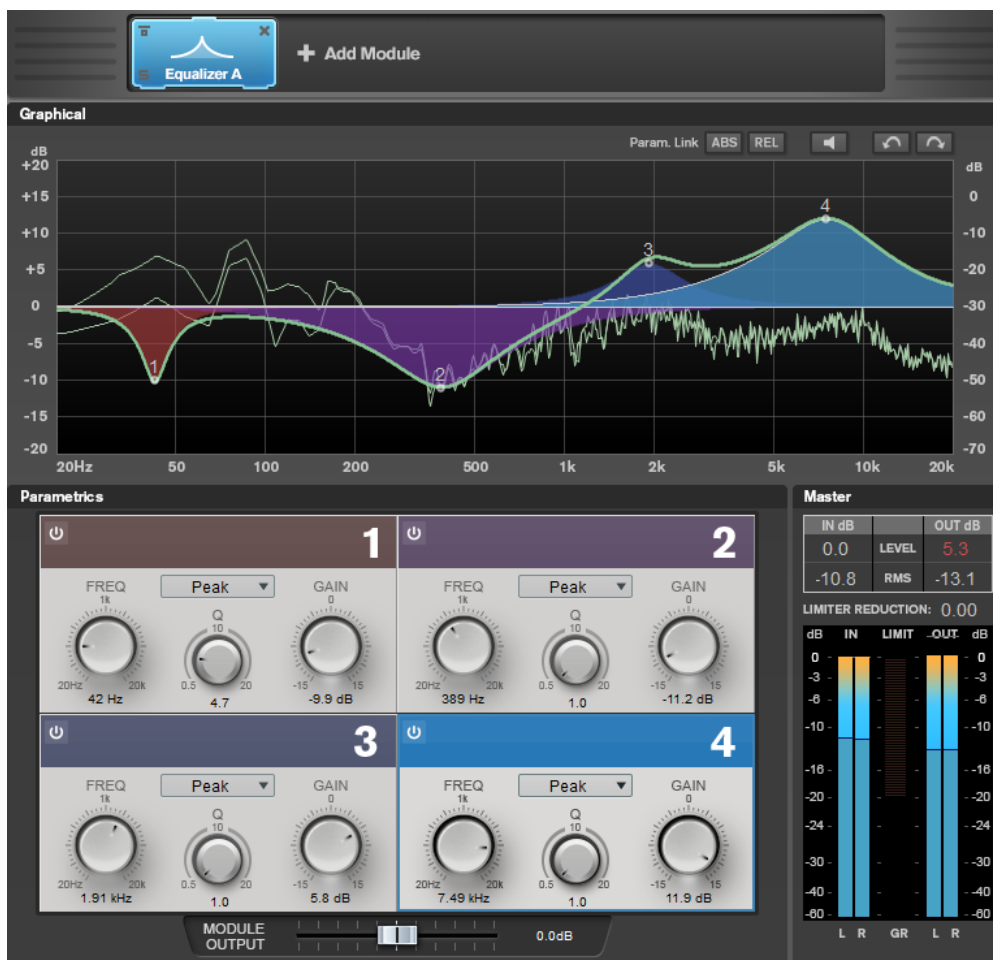 Equalizer A
+ Add Module
Graphical
Param. Link ABS REL
dB
+20
+15
+10
+5
0
-5
-10
-15
-20
dB
0
-10
-20
-30
-40
-50
-60
-70
1
2
3
4
20Hz 50 100 200 500 1k 2k 5k 10k 20k
Parametrics
1
FREQ Peak GAIN
1k Q 0
10
20Hz 20k 0.5 20 -15 15
42 Hz 4.7 -9.9 dB
2
FREQ Peak GAIN
1k Q 0
10
20Hz 20k 0.5 20 -15 15
389 Hz 1.0 -11.2 dB
3
FREQ Peak GAIN
1k Q 0
10
20Hz 20k 0.5 20 -15 15
1.91 kHz 1.0 5.8 dB
4
FREQ Peak GAIN
1k Q 0
10
20Hz 20k 0.5 20 -15 15
7.49 kHz 1.0 11.9 dB
MODULE
OUTPUT
0.0dB
Master
IN dB OUT dB
0.0 LEVEL 5.3
-10.8 RMS -13.1
LIMITER REDUCTION: 0.00
dB IN LIMIT OUT dB
0 0
-3 -3
-6 -6
-10 -10
-16 -16
-20 -20
-24 -24
-30 -30
-40 -40
-60 -60
L R GR L R